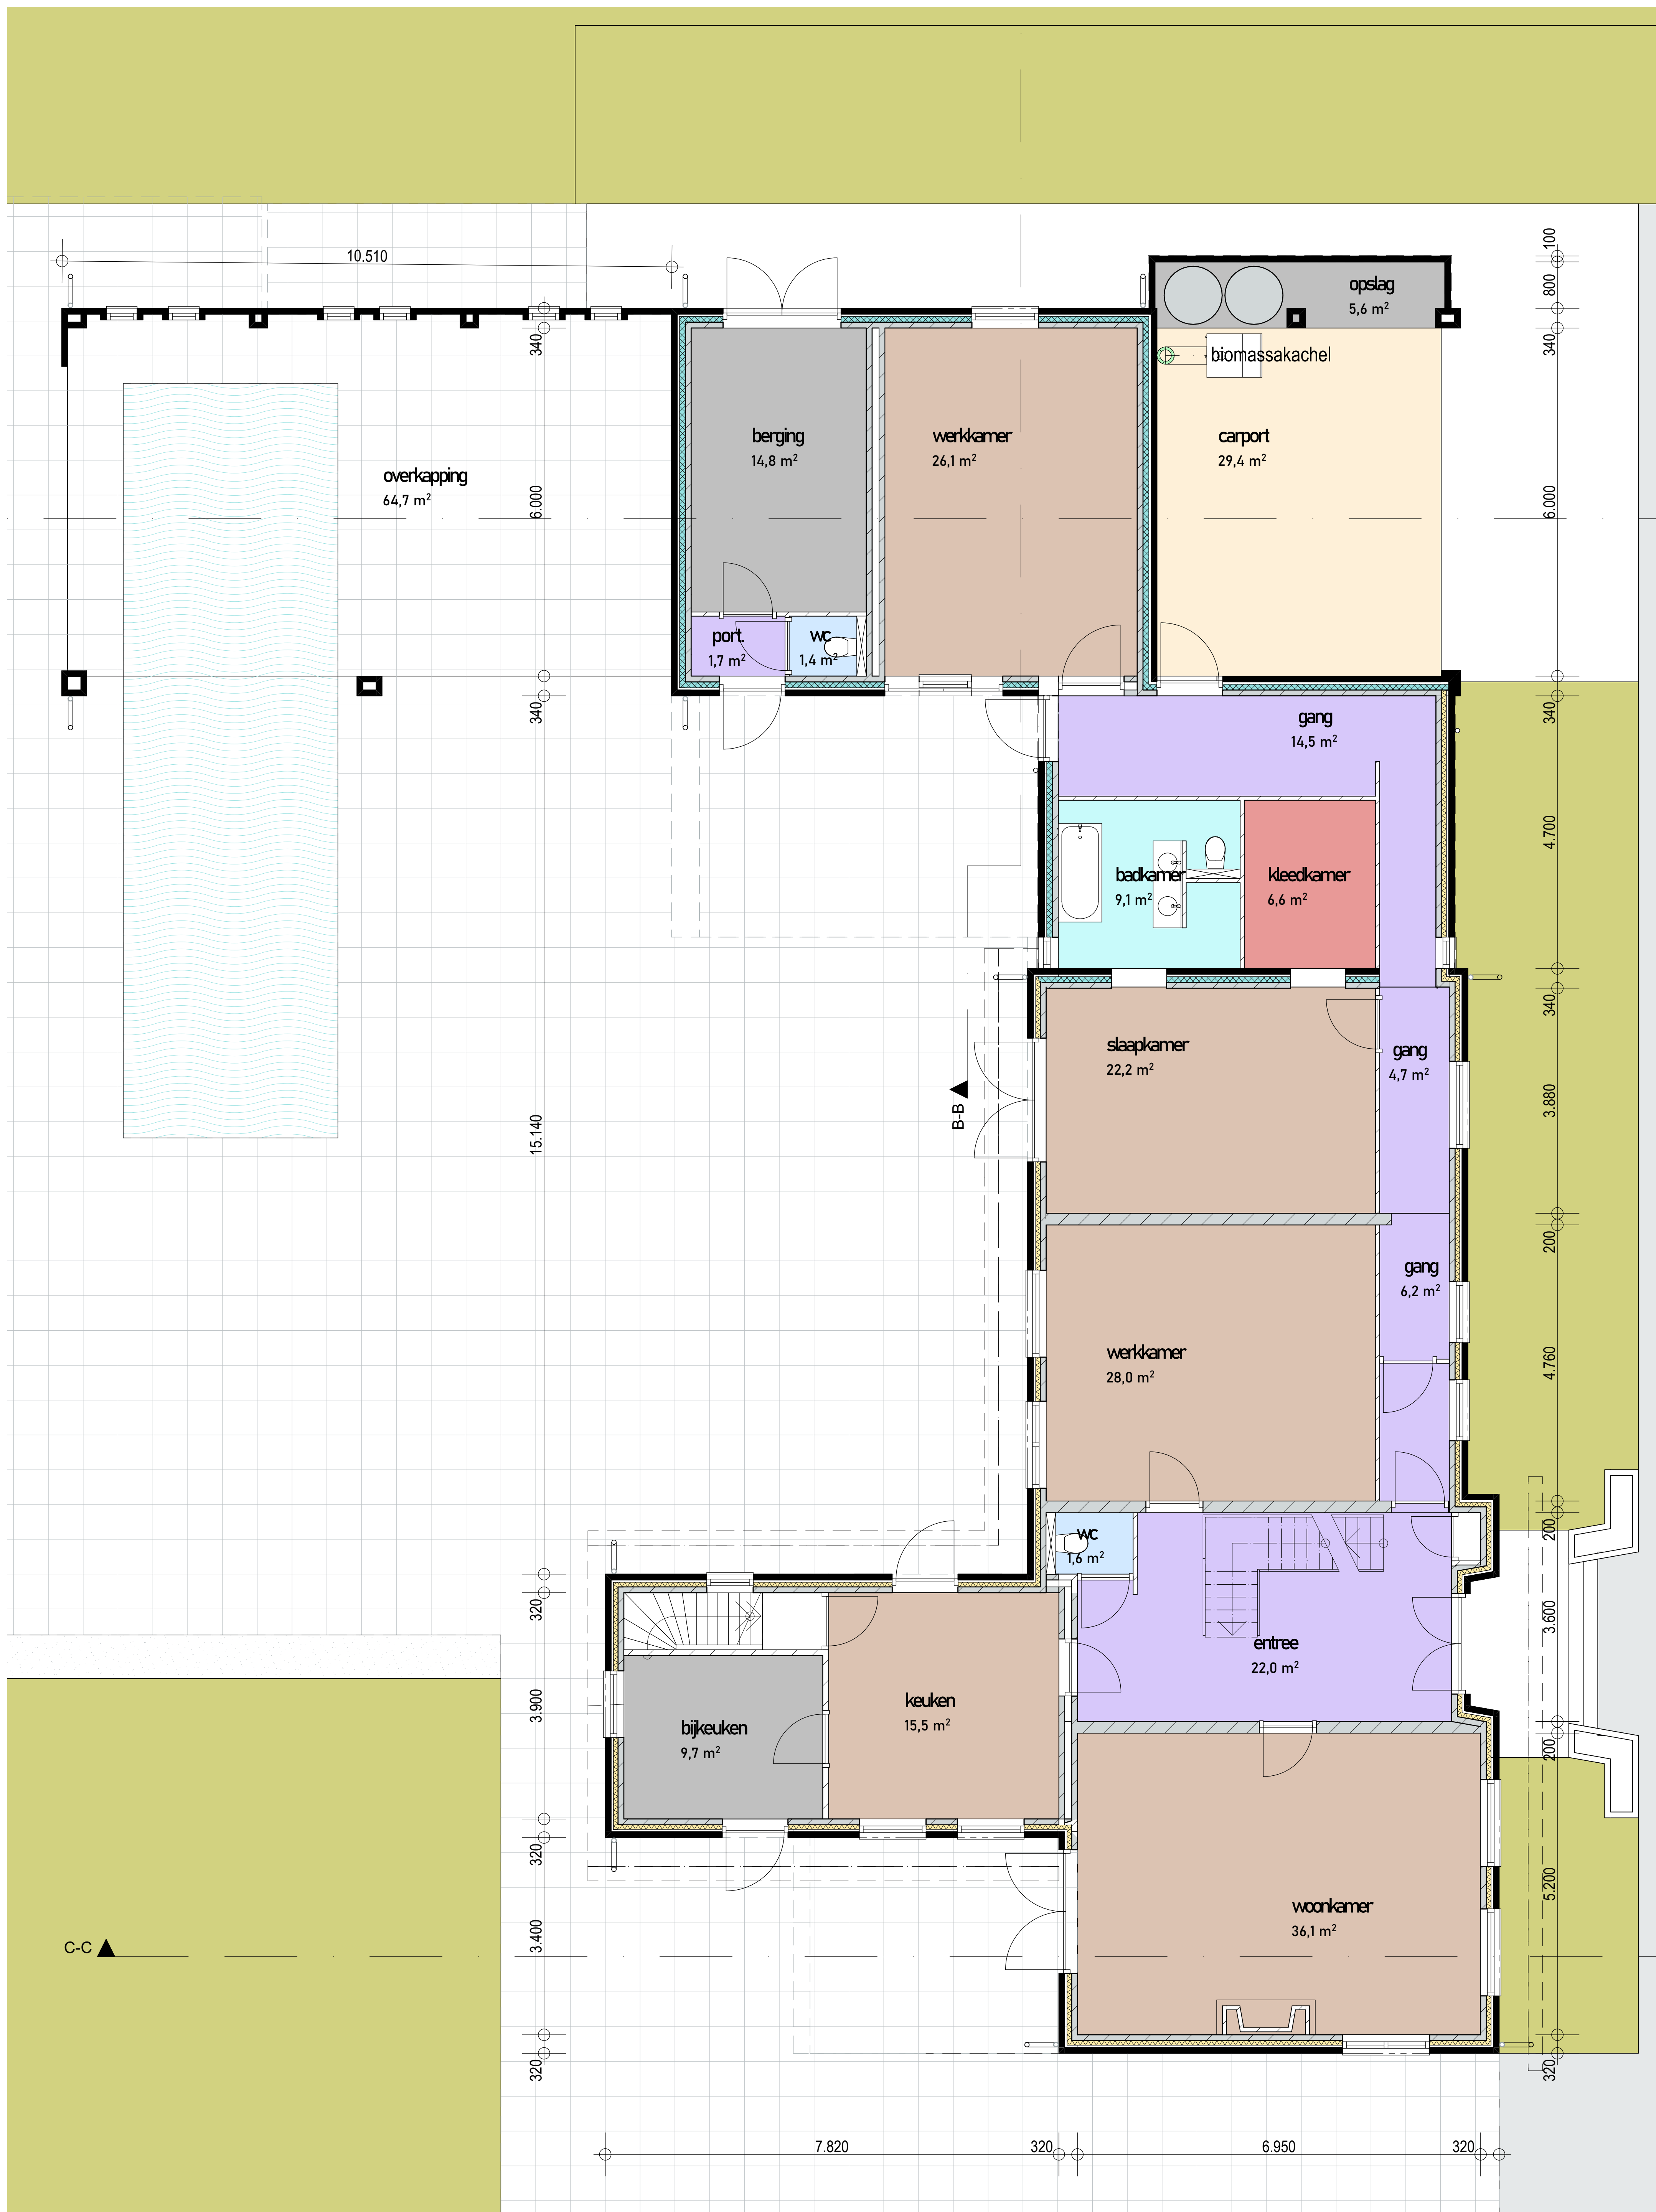 10.510
100
800
340
6.000
340
4.700
340
3.880
200
4.760
200
3.600
200
5.200
320
opslag
5,6 m²
biomassakachel
berging
14,8 m²
werkkamer
26,1 m²
carport
29,4 m²
overkapping
64,7 m²
340
6.000
340
port.
1,7 m²
wc
1,4 m²
gang
14,5 m²
badkamer
9,1 m²
kleedkamer
6,6 m²
slaapkamer
22,2 m²
gang
4,7 m²
B-B
15.140
gang
6,2 m²
werkkamer
28,0 m²
wc
1,6 m²
320
entree
22,0 m²
keuken
15,5 m²
3.900
bijkeuken
9,7 m²
320
woonkamer
36,1 m²
3.400
C-C
320
7.820
320
6.950
320